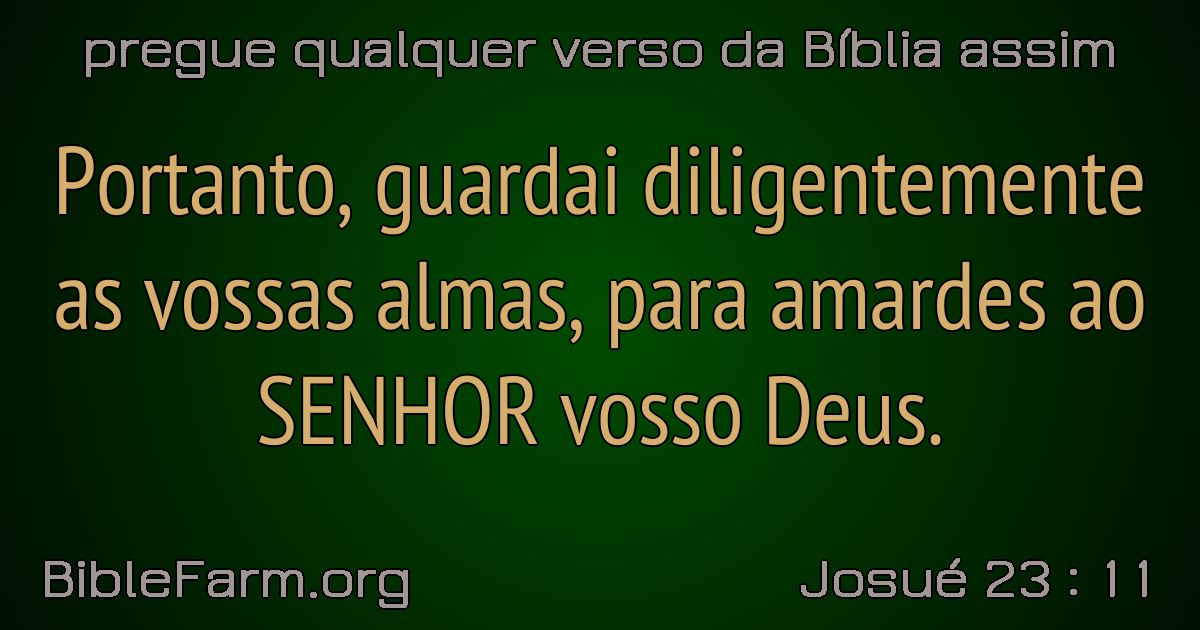 pregue qualquer verso da Bíblia assim
Portanto, guardai diligentemente
as vossas almas, para amardes ao
SENHOR vosso Deus.
BibleFarm.org
Josué 23 : 11